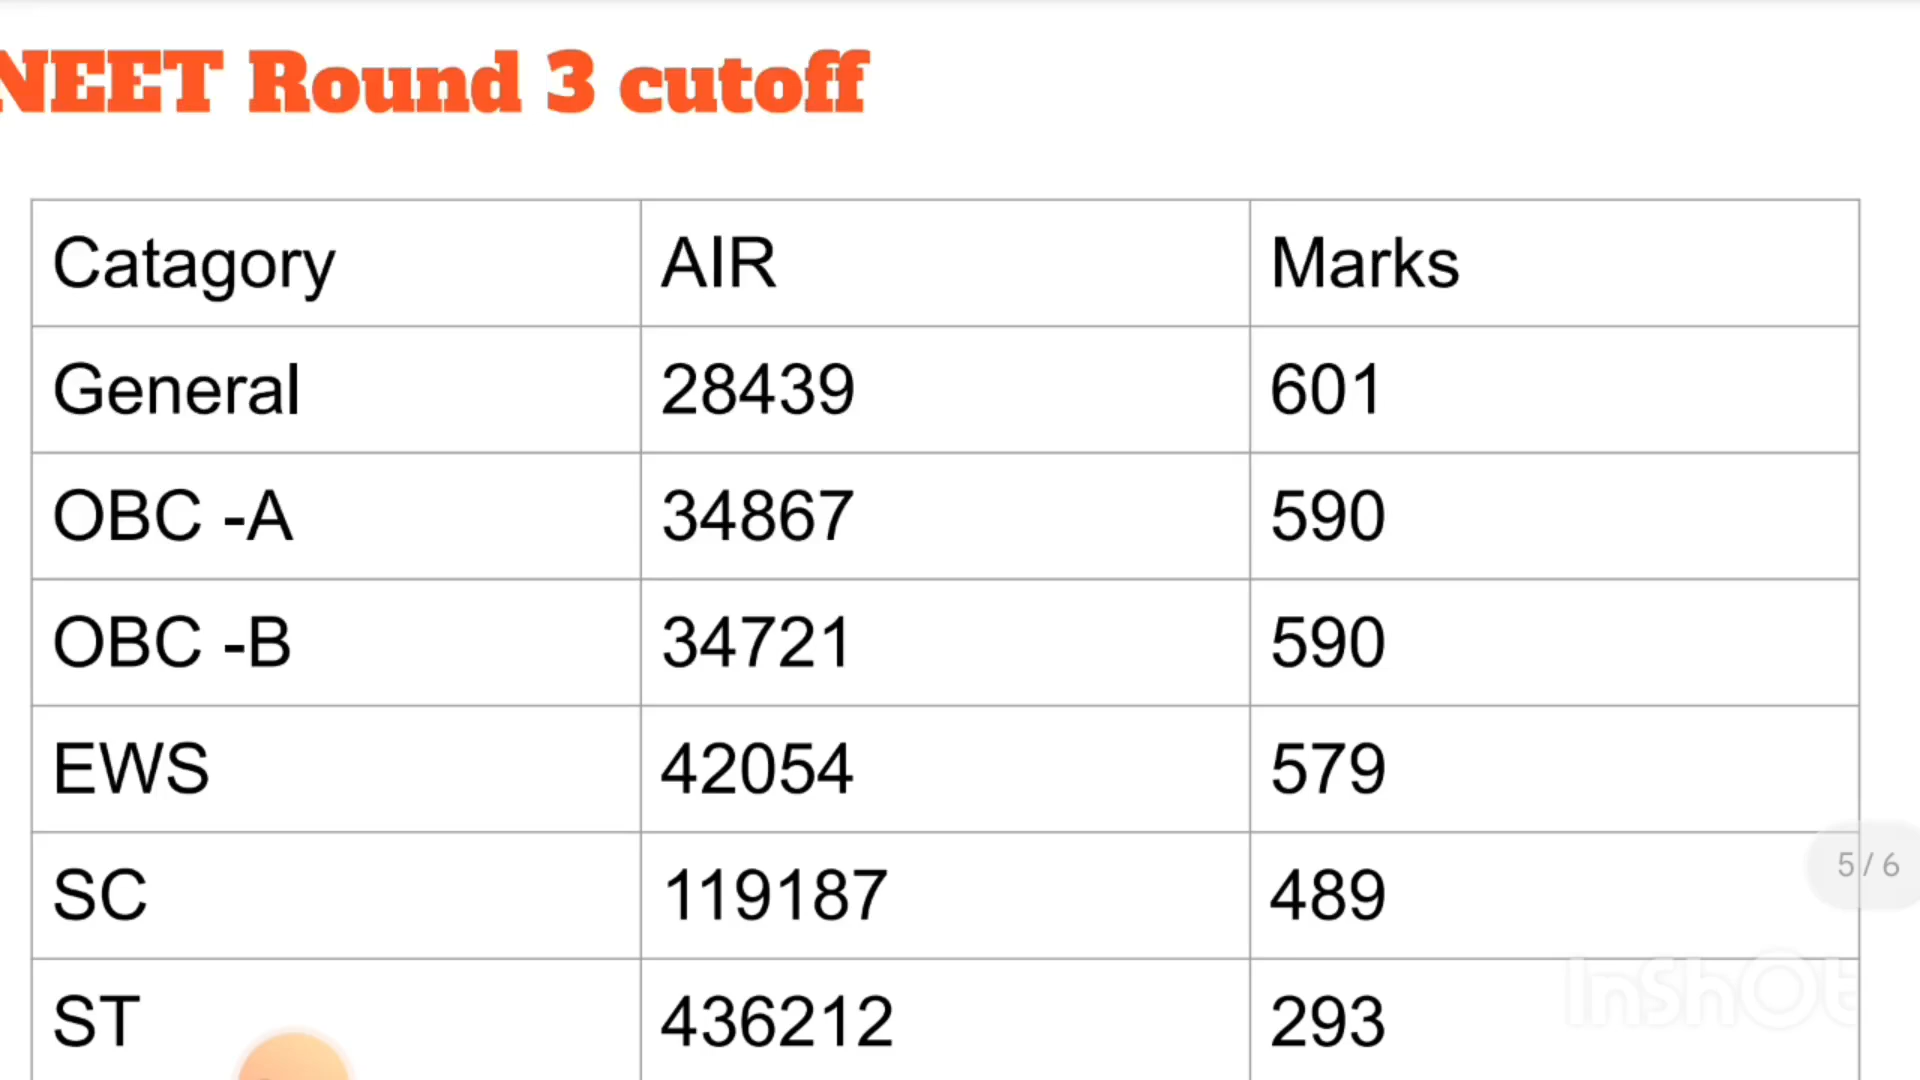 NEET Round 3 cutoff
Catagory AIR Marks
General 28439 601
OBC -A 34867 590
OBC -B 34721 590
EWS 42054 579
SC 119187 489
5 / 6
InShOt
ST 436212 293